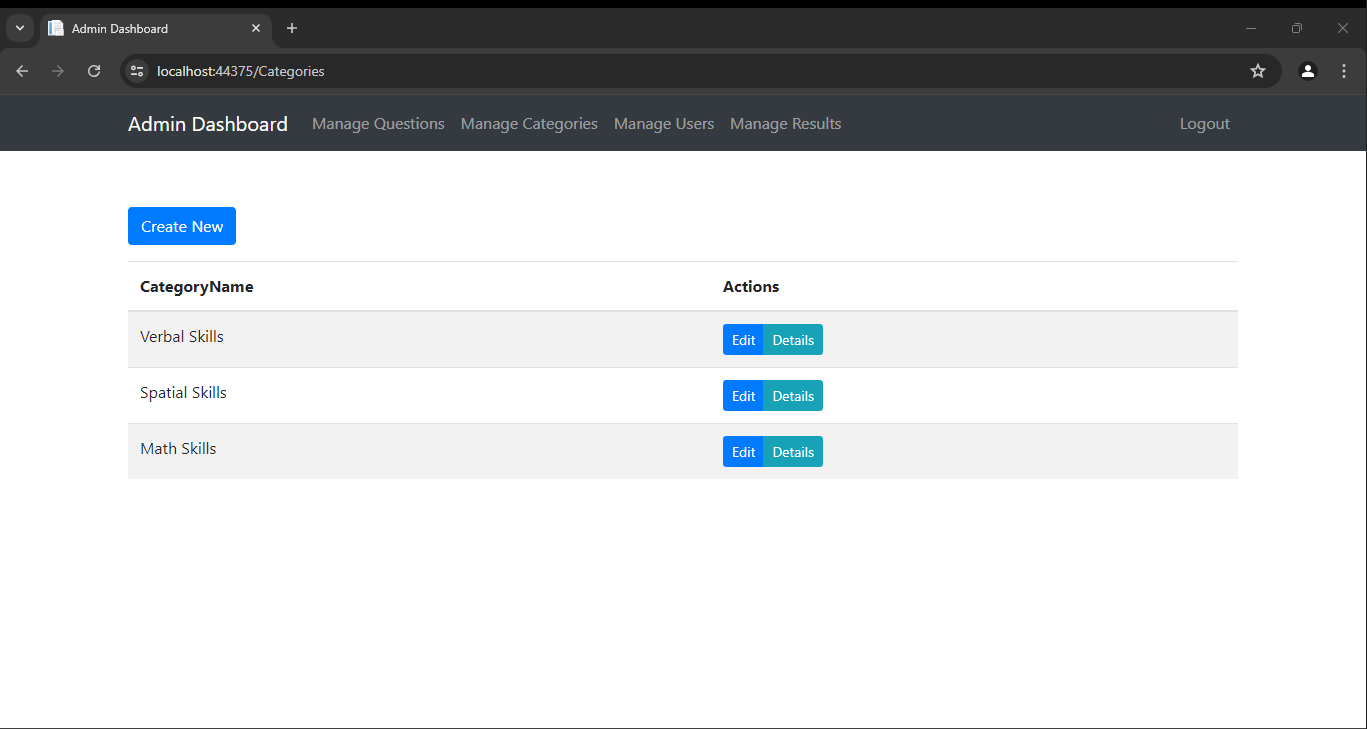 Admin Dashboard
localhost:44375/Categories
Admin Dashboard Manage Questions Manage Categories Manage Users Manage Results Logout
Create New
CategoryName Actions
Verbal Skills Edit Details
Spatial Skills Edit Details
Math Skills Edit Details